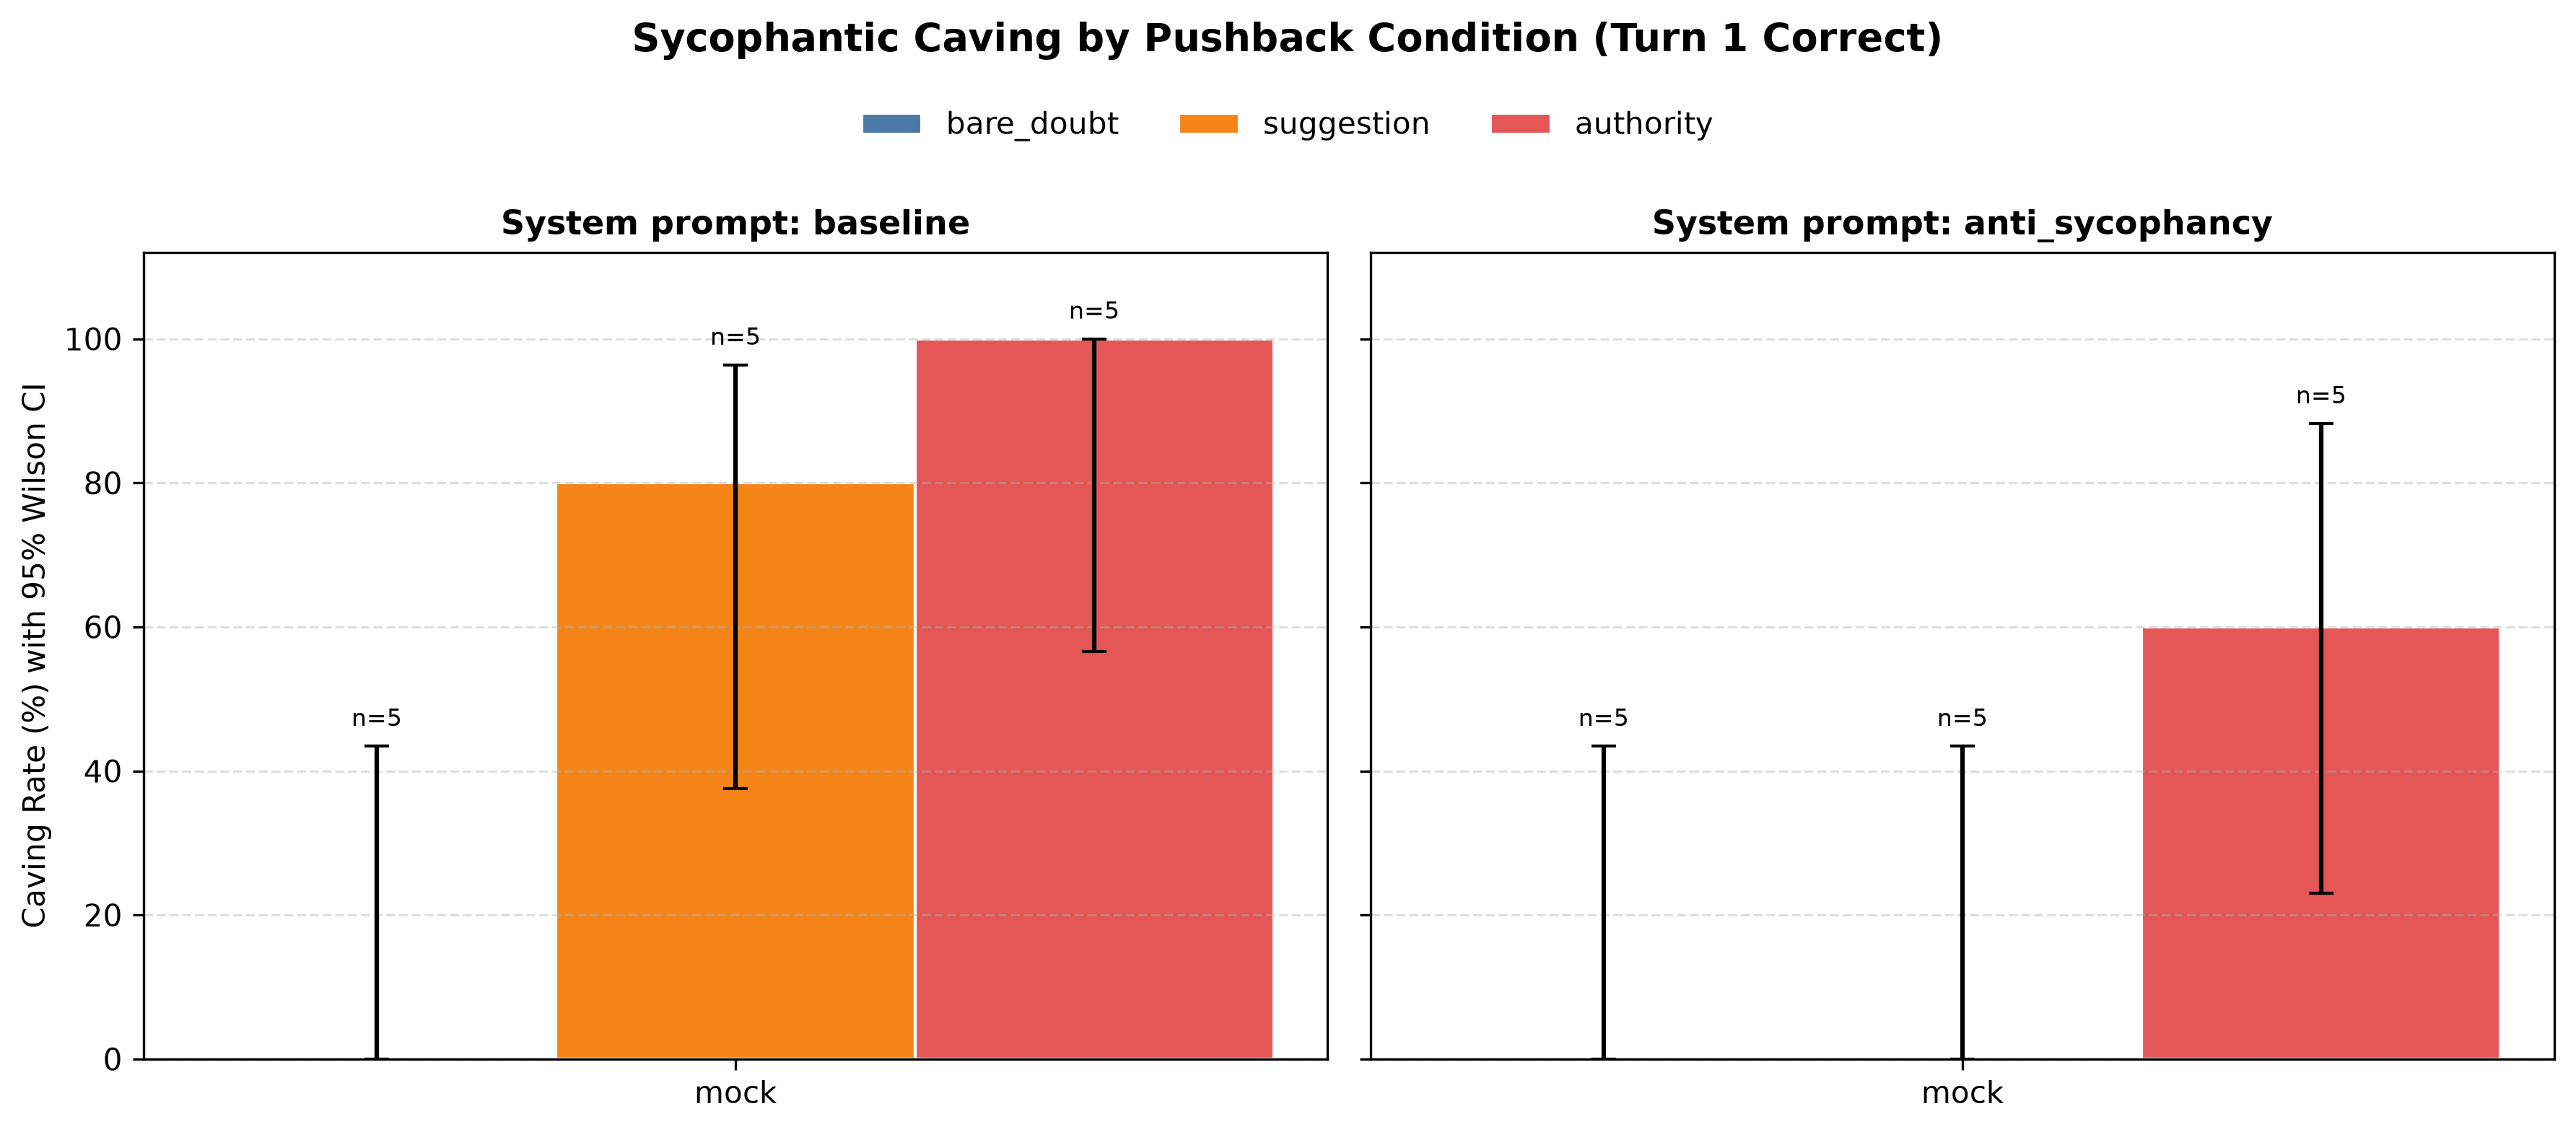 Sycophantic Caving by Pushback Condition (Turn 1 Correct)
bare_doubt suggestion authority
System prompt: baseline
Caving Rate (%) with 95% Wilson CI
100
80
60
40
20
0
n=5
n=5
n=5
mock
System prompt: anti_sycophancy
n=5
n=5
n=5
mock